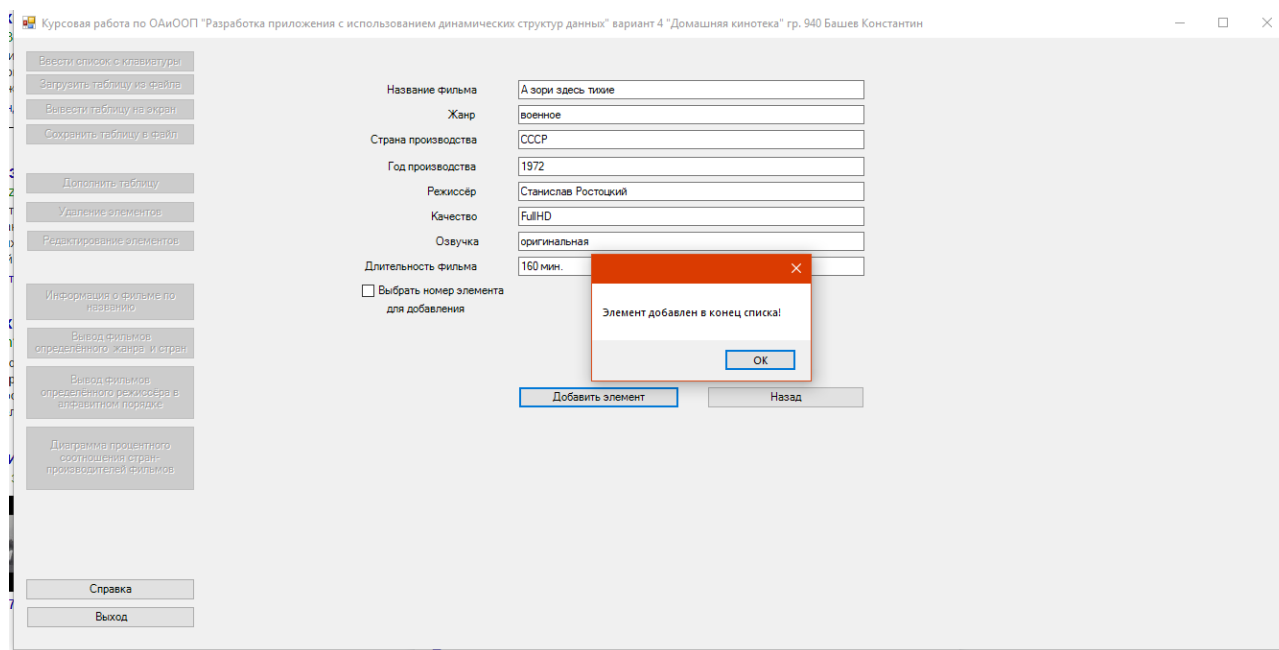 Курсовая работа по ОАиООП "Разработка приложения с использованием динамических структур данных" вариант 4 "Домашняя кинотека" гр. 940 Башев Константин
Ввести список с клавиатуры
Загрузить таблицу из файла
Вывести таблицу на экран
Сохранить таблицу в файл
Дополнить таблицу
Удаление элементов
Редактирование элементов
Информация о фильме по
названию
Вывод фильмов
определённого жанра и стран
Вывод фильмов
определённого режиссёра в
алфавитном порядке
Диаграмма процентного
соотношения стран-
производителей фильмов
Справка
Выход
Название фильма А зори здесь тихие
Жанр военное
Страна производства СССР
Год производства 1972
Режиссёр Станислав Ростоцкий
Качество FullHD
Озвучка оригинальная
Длительность фильма 160 мин.
Выбрать номер элемента
для добавления
Элемент добавлен в конец списка!
OK
Добавить элемент Назад